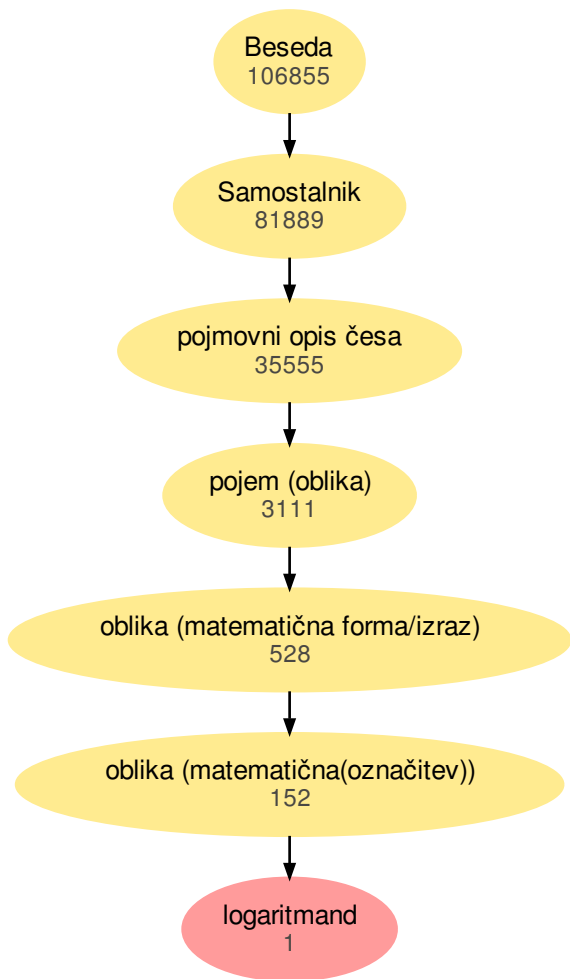 Beseda
106855
Samostalnik
81889
pojmovni opis česa
35555
pojem (oblika)
3111
oblika (matematična forma/izraz)
528
oblika (matematična(označitev))
152
logaritmand
1